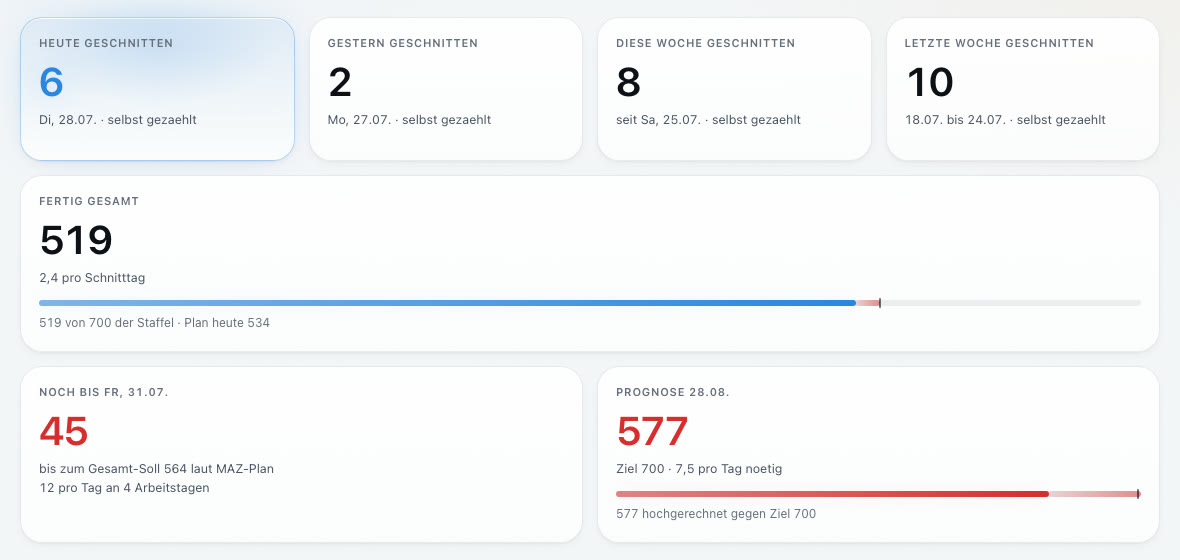 HEUTE GESCHNITTEN
6
Di, 28.07. · selbst gezaehlt
GESTERN GESCHNITTEN
2
Mo, 27.07. · selbst gezaehlt
DIESE WOCHE GESCHNITTEN
8
seit Sa, 25.07. · selbst gezaehlt
LETZTE WOCHE GESCHNITTEN
10
18.07. bis 24.07. · selbst gezaehlt
FERTIG GESAMT
519
2,4 pro Schnitttag
519 von 700 der Staffel · Plan heute 534
NOCH BIS FR, 31.07.
45
bis zum Gesamt-Soll 564 laut MAZ-Plan
12 pro Tag an 4 Arbeitstagen
PROGNOSE 28.08.
577
Ziel 700 · 7,5 pro Tag noetig
577 hochgerechnet gegen Ziel 700